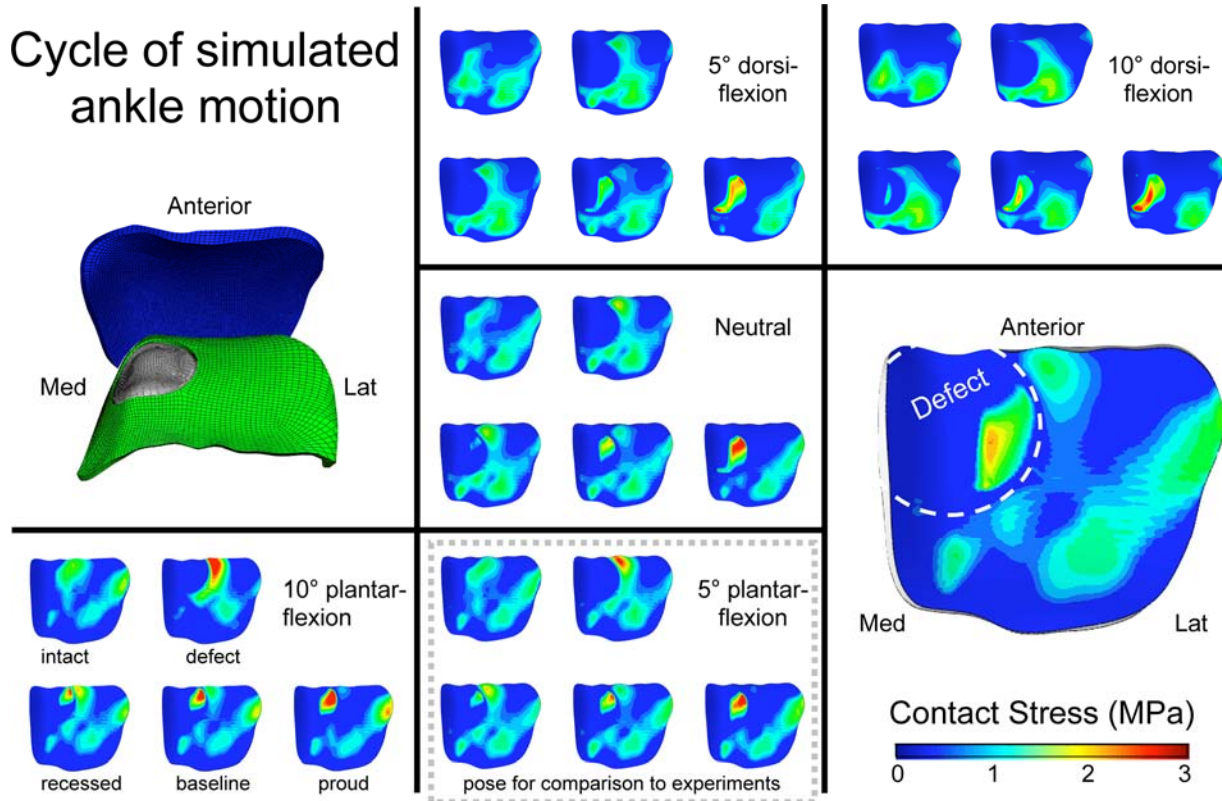 Cycle of simulated
ankle motion
Anterior
Med
Lat
5° dorsi-
flexion
10° dorsi-
flexion
Neutral
Anterior
Defect
Med
Lat
10° plantar-
flexion
intact
defect
recessed
baseline
proud
5° plantar-
flexion
pose for comparison to experiments
Contact Stress (MPa)
0
1
2
3